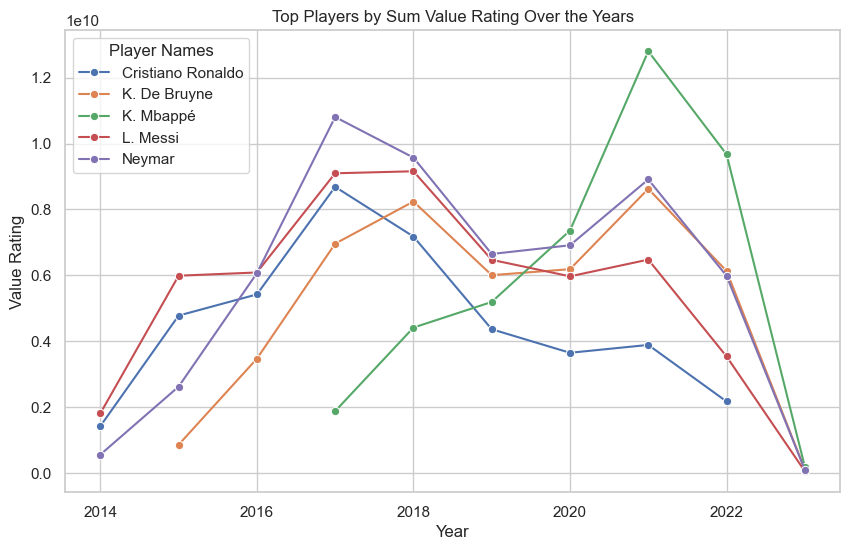 Top Players by Sum Value Rating Over the Years
1e10
Player Names
Cristiano Ronaldo
K. De Bruyne
K. Mbappé
L. Messi
Neymar
Value Rating
1.2
1.0
0.8
0.6
0.4
0.2
0.0
2014 2016 2018 2020 2022
Year